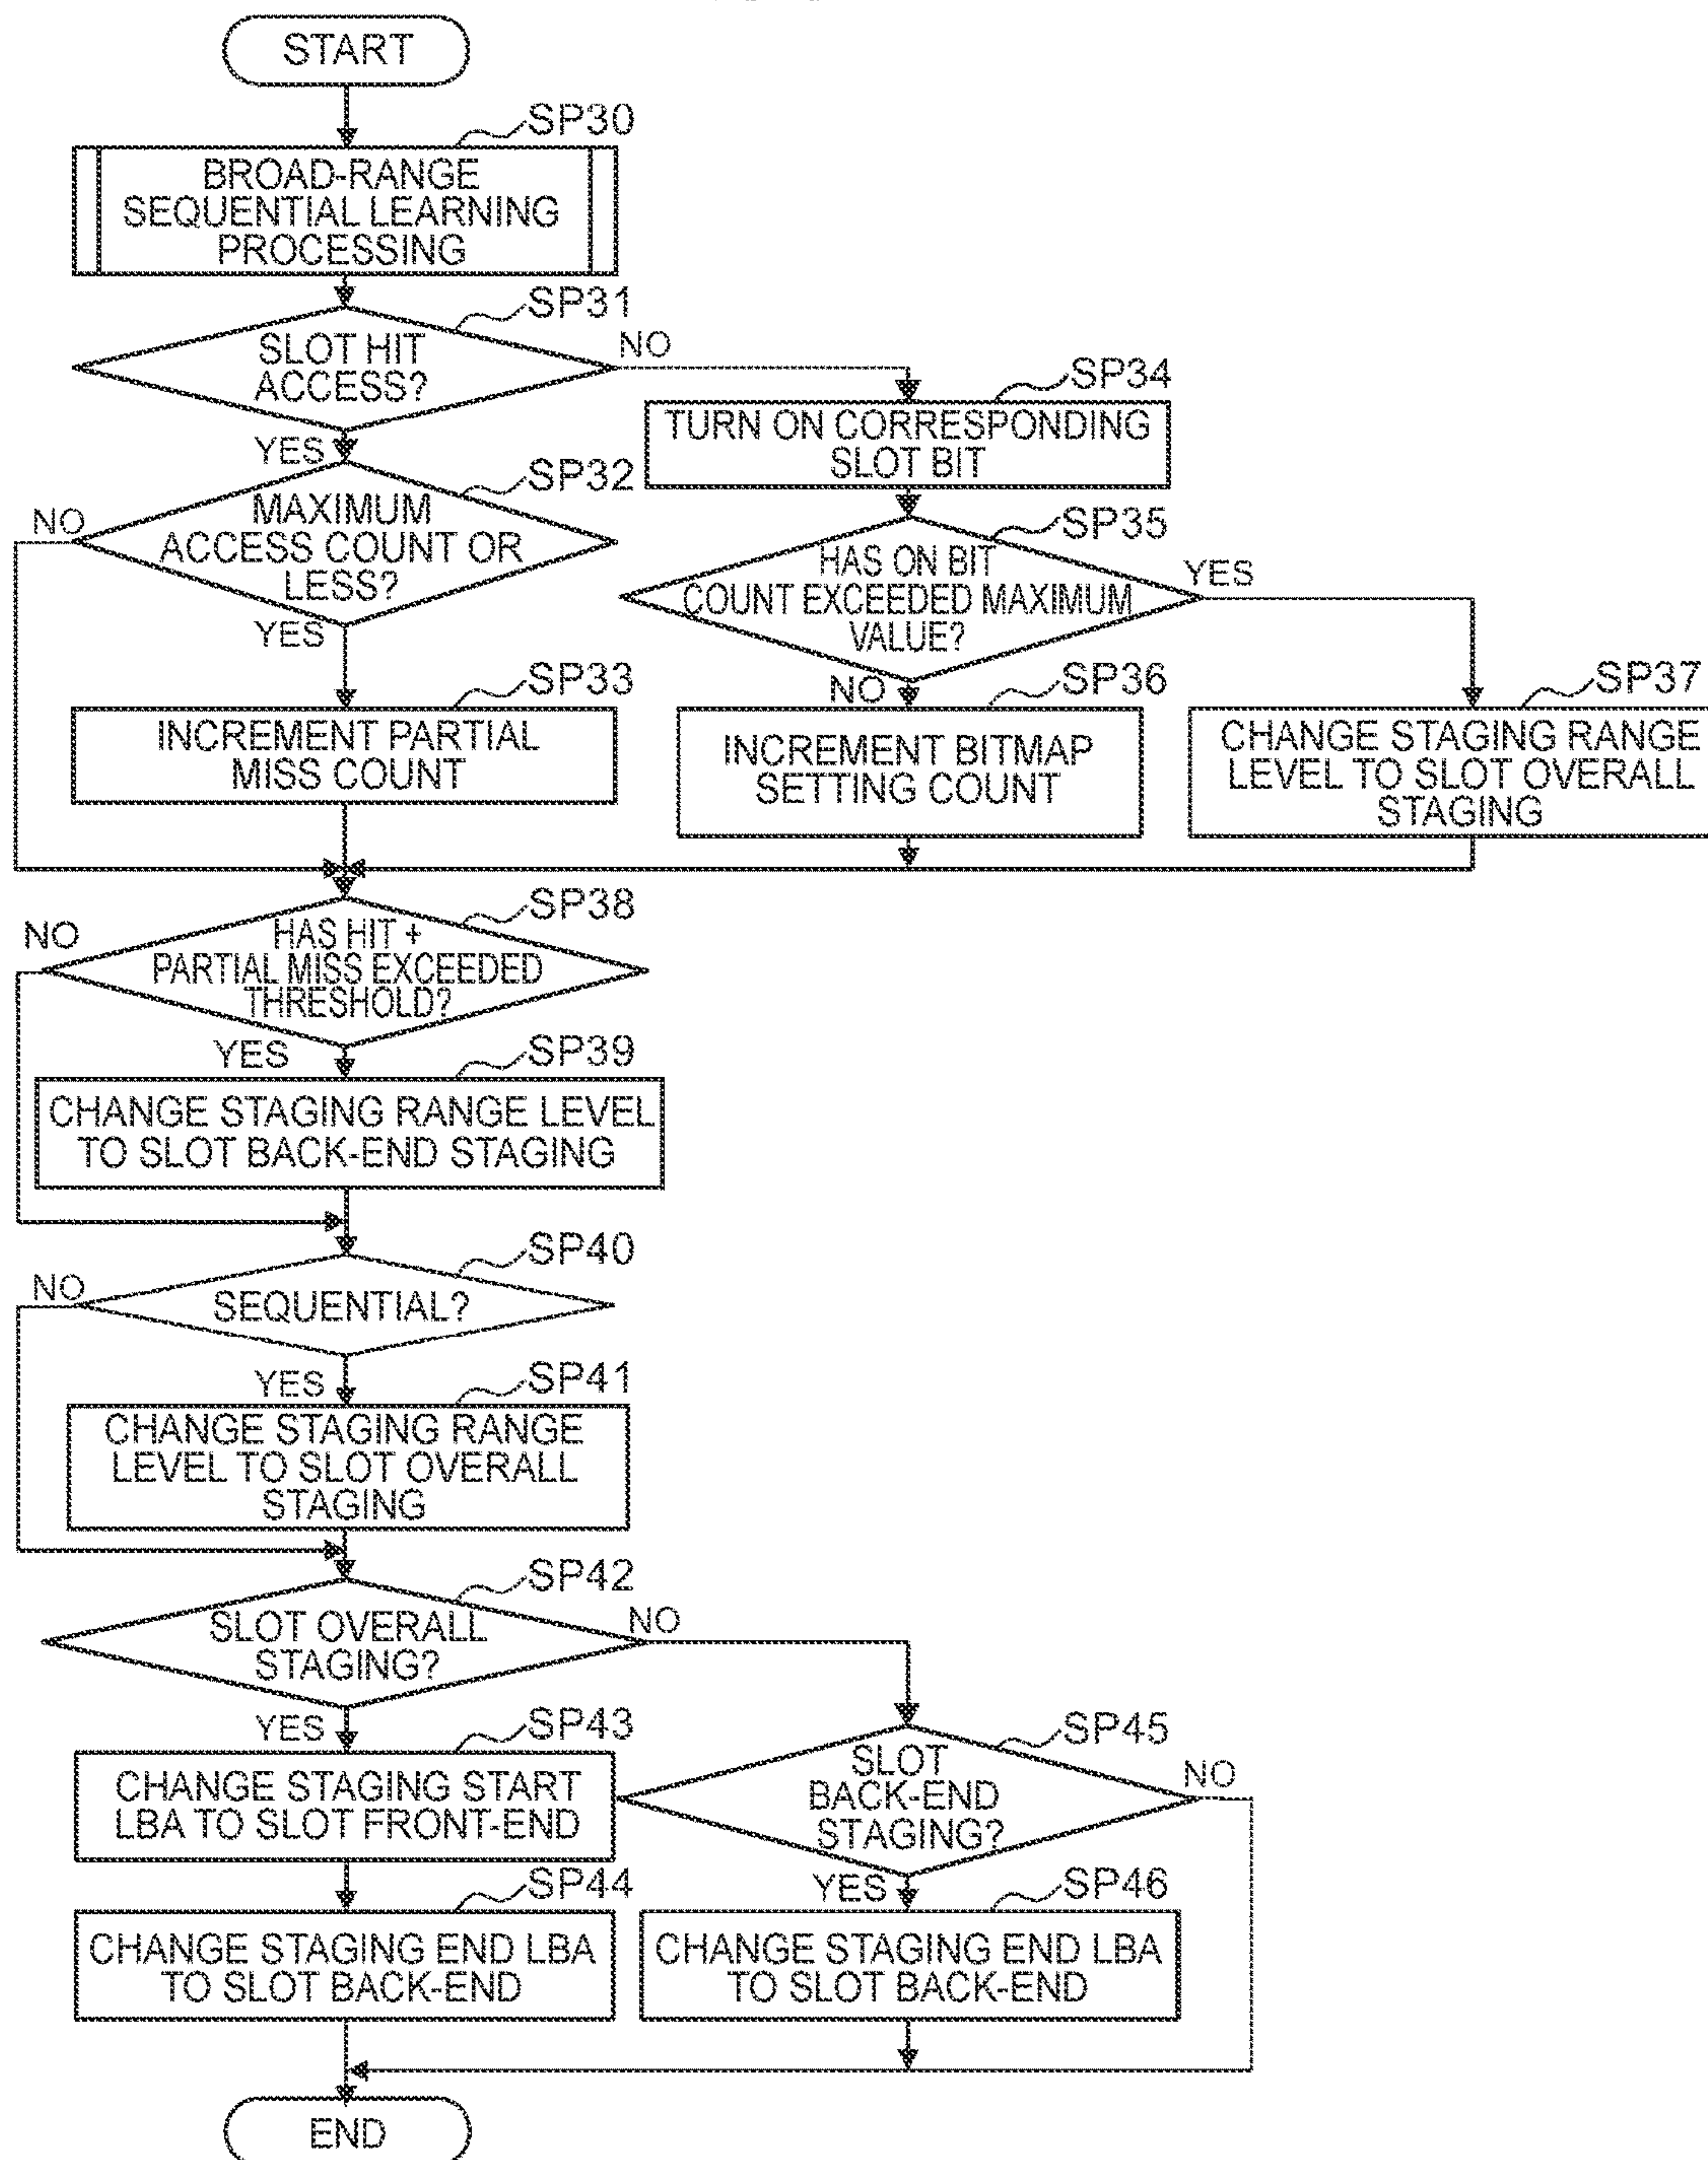 START
SP30
BROAD-RANGE
SEQUENTIAL LEARNING
PROCESSING
SP31
SLOT HIT
ACCESS?
NO
YES
SP34
TURN ON CORRESPONDING
SLOT BIT
SP32
MAXIMUM
ACCESS COUNT OR
LESS?
NO
YES
SP35
HAS ON BIT
COUNT EXCEEDED MAXIMUM
VALUE?
YES
NO
SP33
INCREMENT PARTIAL
MISS COUNT
SP36
INCREMENT BITMAP
SETTING COUNT
SP37
CHANGE STAGING RANGE
LEVEL TO SLOT OVERALL
STAGING
SP38
NO
HAS HIT +
PARTIAL MISS EXCEEDED
THRESHOLD?
YES
SP39
CHANGE STAGING RANGE LEVEL
TO SLOT BACK-END STAGING
SP40
NO
SEQUENTIAL?
YES
SP41
CHANGE STAGING RANGE
LEVEL TO SLOT OVERALL
STAGING
SP42
SLOT OVERALL
STAGING?
NO
YES
SP43
CHANGE STAGING START
LBA TO SLOT FRONT-END
SP45
SLOT
BACK-END
STAGING?
NO
YES
SP44
CHANGE STAGING END LBA
TO SLOT BACK-END
SP46
CHANGE STAGING END LBA
TO SLOT BACK-END
END